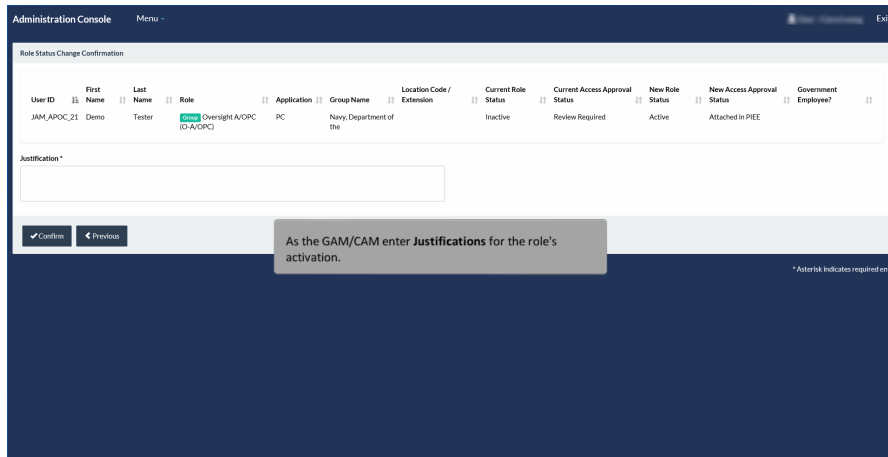 Administration Console Menu
Exi
Role Status Change Confirmation
User ID First Name Last Name Role Application Group Name Location Code / Extension Current Role Status Current Access Approval Status New Role Status New Access Approval Status Government Employee?
JAM_APOC_21 Demo Tester Group Oversight A/OPC (O-A/OPC) PC Navy, Department of the Inactive Review Required Active Attached in PIEE
Justification *
Confirm Previous
As the GAM/CAM enter Justifications for the role's
activation.
* Asterisk indicates required en